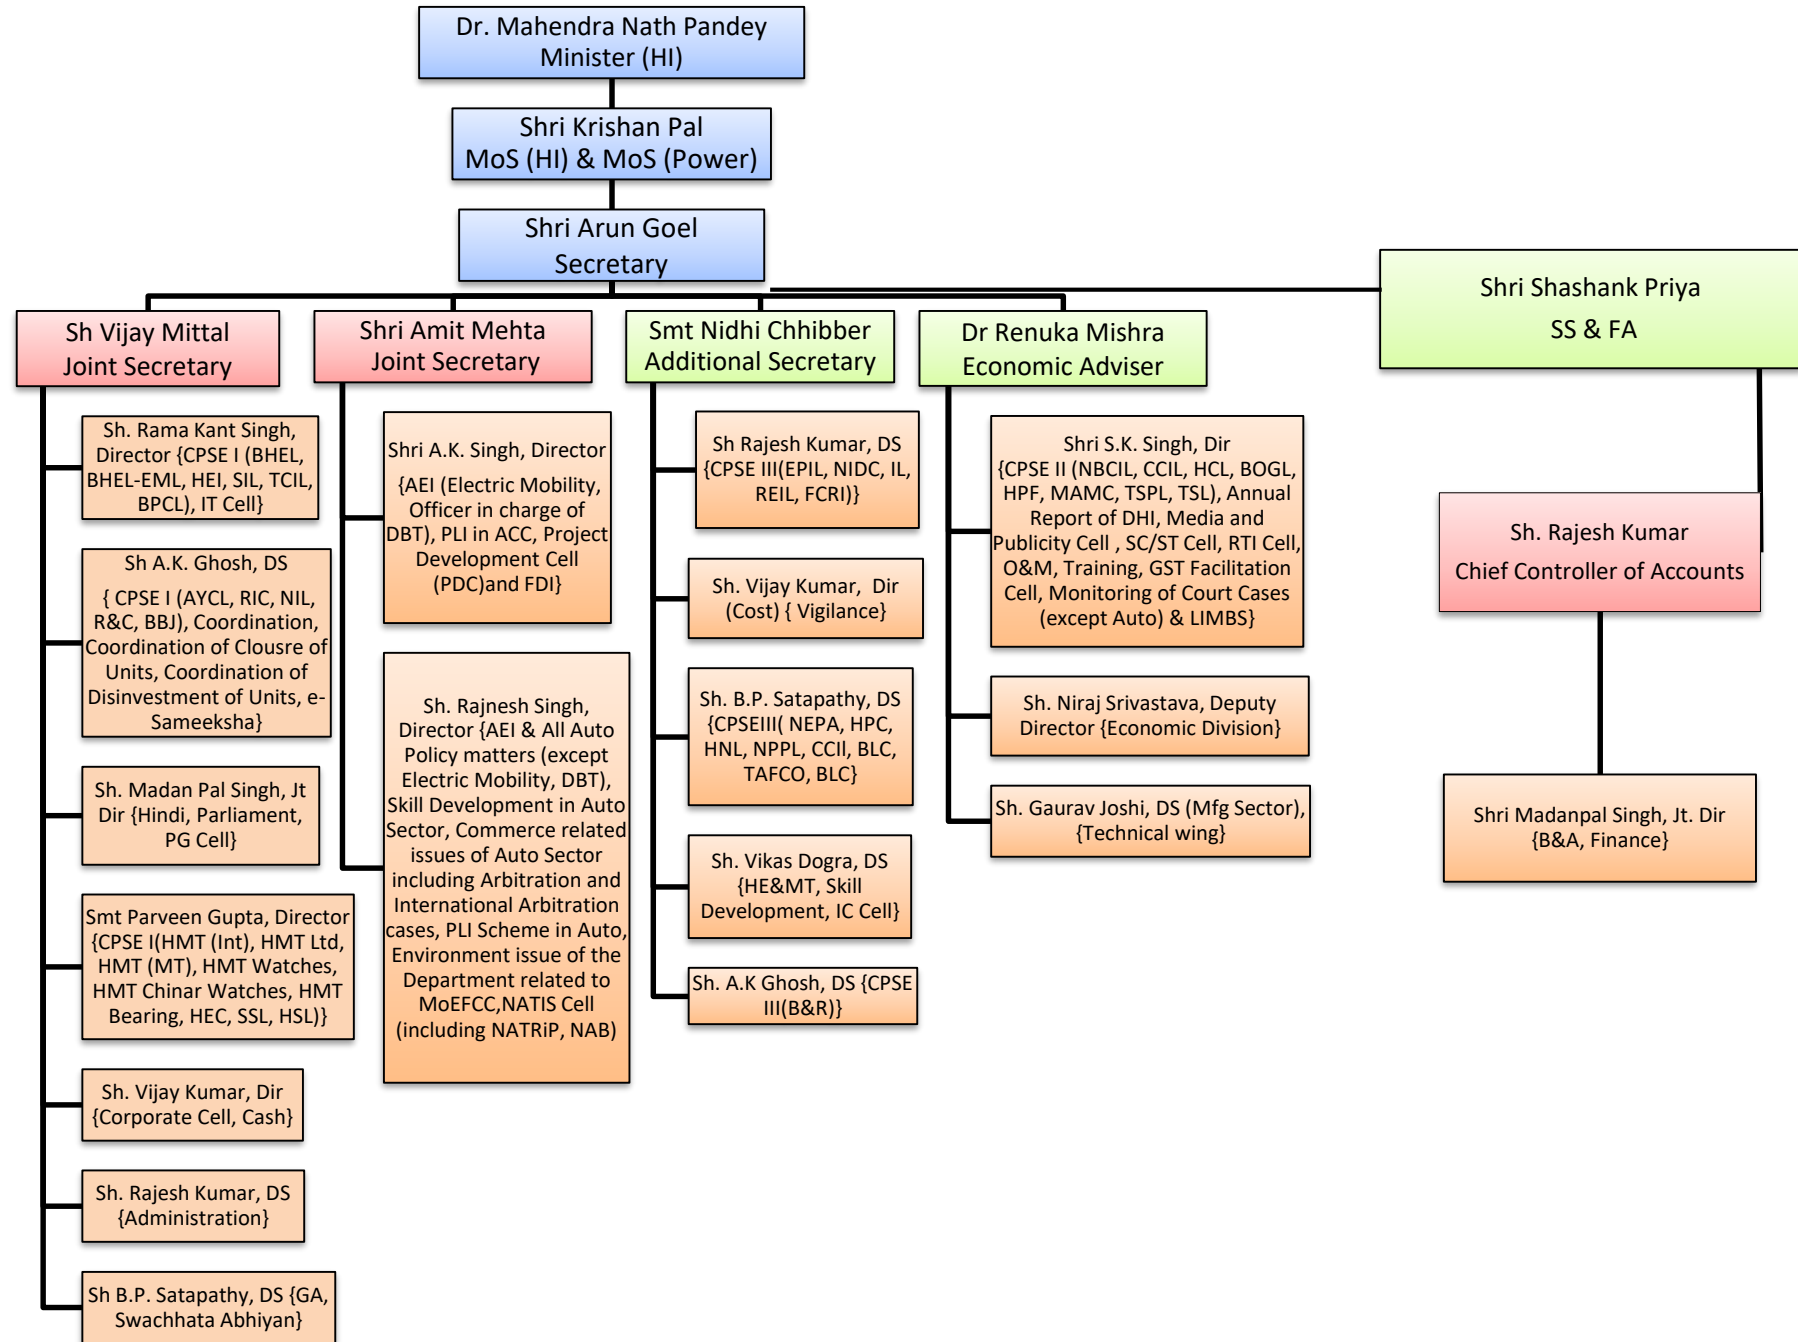 Dr. Mahendra Nath Pandey
Minister (HI)
Shri Krishan Pal
MoS (HI) & MoS (Power)
Shri Arun Goel
Secretary
Shri Shashank Priya
SS & FA
Sh Vijay Mittal
Joint Secretary
Shri Amit Mehta
Joint Secretary
Smt Nidhi Chhibber
Additional Secretary
Dr Renuka Mishra
Economic Adviser
Sh. Rama Kant Singh,
Director {CPSE I (BHEL,
BHEL-EML, HEI, SIL, TCIL,
BPCL), IT Cell}
Sh A.K. Ghosh, DS
{ CPSE I (AYCL, RIC, NIL,
R&C, BBJ), Coordination,
Coordination of Clousre of
Units, Coordination of
Disinvestment of Units, e-
Sameeksha}
Sh. Madan Pal Singh, Jt
Dir {Hindi, Parliament,
PG Cell}
Smt Parveen Gupta, Director
{CPSE I(HMT (Int), HMT Ltd,
HMT (MT), HMT Watches,
HMT Chinar Watches, HMT
Bearing, HEC, SSL, HSL)}
Sh. Vijay Kumar, Dir
{Corporate Cell, Cash}
Sh. Rajesh Kumar, DS
{Administration}
Sh B.P. Satapathy, DS {GA,
Swachhata Abhiyan}
Shri A.K. Singh, Director
{AEI (Electric Mobility,
Officer in charge of
DBT), PLI in ACC, Project
Development Cell
(PDC)and FDI}
Sh. Rajnesh Singh,
Director {AEI & All Auto
Policy matters (except
Electric Mobility, DBT),
Skill Development in Auto
Sector, Commerce related
issues of Auto Sector
including Arbitration and
International Arbitration
cases, PLI Scheme in Auto,
Environment issue of the
Department related to
MoEFCC,NATIS Cell
(including NATRiP, NAB)
Sh Rajesh Kumar, DS
{CPSE III(EPIL, NIDC, IL,
REIL, FCRI)}
Sh. Vijay Kumar, Dir
(Cost) { Vigilance}
Sh. B.P. Satapathy, DS
{CPSEIII( NEPA, HPC,
HNL, NPPL, CCIl, BLC,
TAFCO, BLC}
Sh. Vikas Dogra, DS
{HE&MT, Skill
Development, IC Cell}
Sh. A.K Ghosh, DS {CPSE
III(B&R)}
Shri S.K. Singh, Dir
{CPSE II (NBCIL, CCIL, HCL, BOGL,
HPF, MAMC, TSPL, TSL), Annual
Report of DHI, Media and
Publicity Cell , SC/ST Cell, RTI Cell,
O&M, Training, GST Facilitation
Cell, Monitoring of Court Cases
(except Auto) & LIMBS}
Sh. Niraj Srivastava, Deputy
Director {Economic Division}
Sh. Gaurav Joshi, DS (Mfg Sector),
{Technical wing}
Sh. Rajesh Kumar
Chief Controller of Accounts
Shri Madanpal Singh, Jt. Dir
{B&A, Finance}